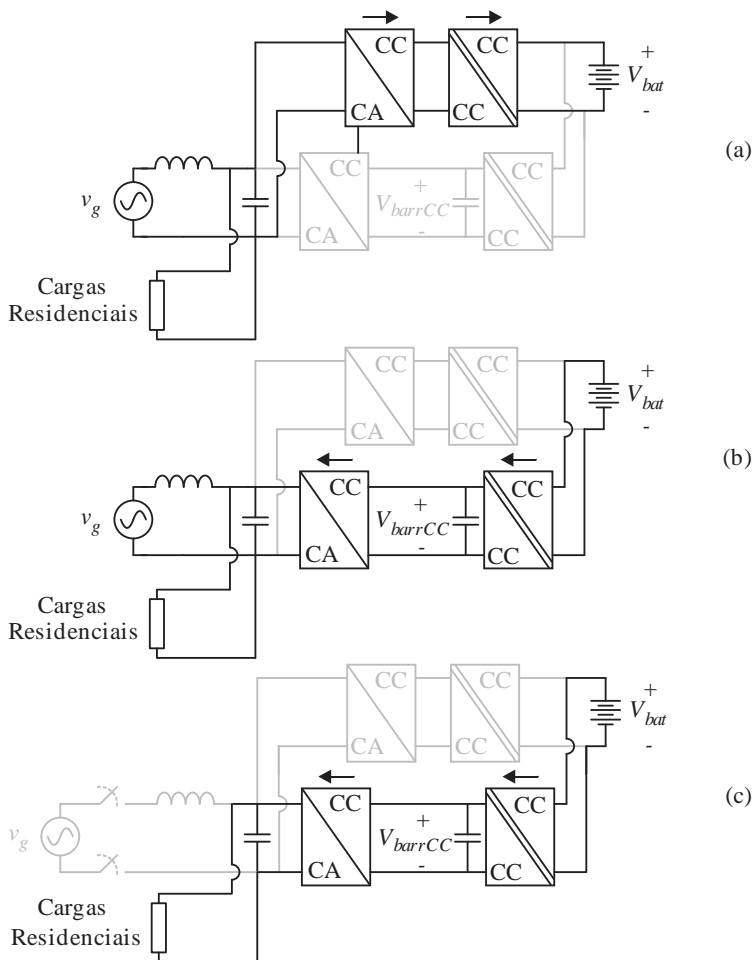 CC
CC
+
V_bat
-
CA
CC
(a)
CC
CC
+
V_barrCC
-
v_g
CA
CC
Cargas
Residenciais
CC
CC
+
V_bat
-
CA
CC
(b)
CC
CC
+
V_barrCC
-
v_g
CA
CC
Cargas
Residenciais
CC
CC
+
V_bat
-
CA
CC
(c)
CC
CC
+
V_barrCC
-
v_g
CA
CC
Cargas
Residenciais